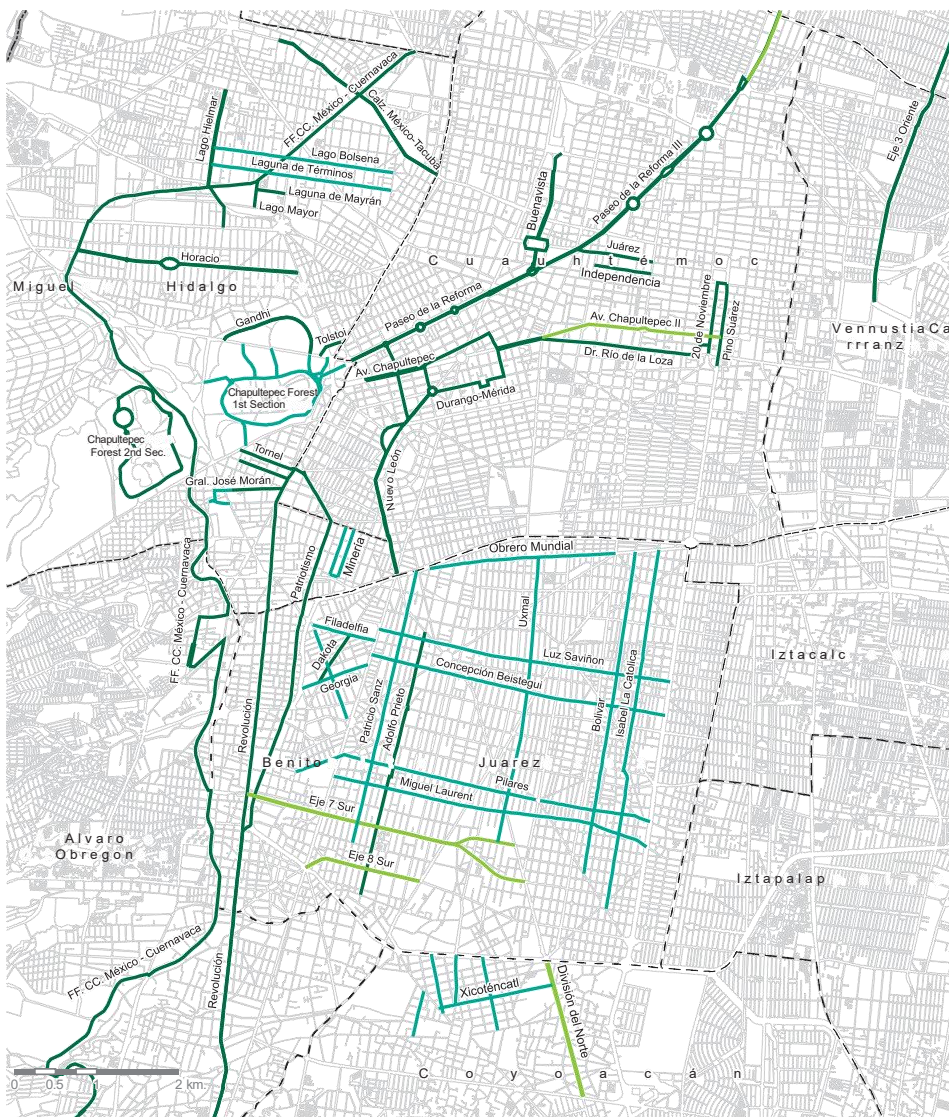 FF.CC. México - Cuernavaca
Calz. México-Tacuba
Lago Hielmar
Lago Bolsena
Laguna de Términos
Laguna de Mayrán
Lago Mayor
Eje 3 Oriente
Paseo de la Reforma III
Buenavista
Juárez
Cuauhtémoc
Independencia
Horacio
Miguel Hidalgo
Paseo de la Reforma
Gandhi
Tolstoi
Av. Chapultepec II
20 de Noviembre
Pino Suárez
Vennustia Ca
rrranz
Dr. Río de la Loza
Av. Chapultepec
Durango-Mérida
Chapultepec Forest
1st Section
Chapultepec
Forest 2nd Sec.
Tornel
Gral. José Morán
Nuevo León
Obrero Mundial
Minería
Patriotismo
FF. CC. México - Cuernavaca
Uxmal
Filadelfia
Dakota
Georgia
Luz Saviñon
Concepción Beistegui
Iztacalc
Patricio Sanz
Adolfo Prieto
Bolivar
Isabel La Catolica
Revolución
Benito Juarez
Pilares
Miguel Laurent
Eje 7 Sur
Eje 8 Sur
Alvaro
Obregon
Iztapalap
FF. CC. México - Cuernavaca
Revolución
Xicoténcatl
División del Norte
Coyoacán
0 0.5 1 2 km.